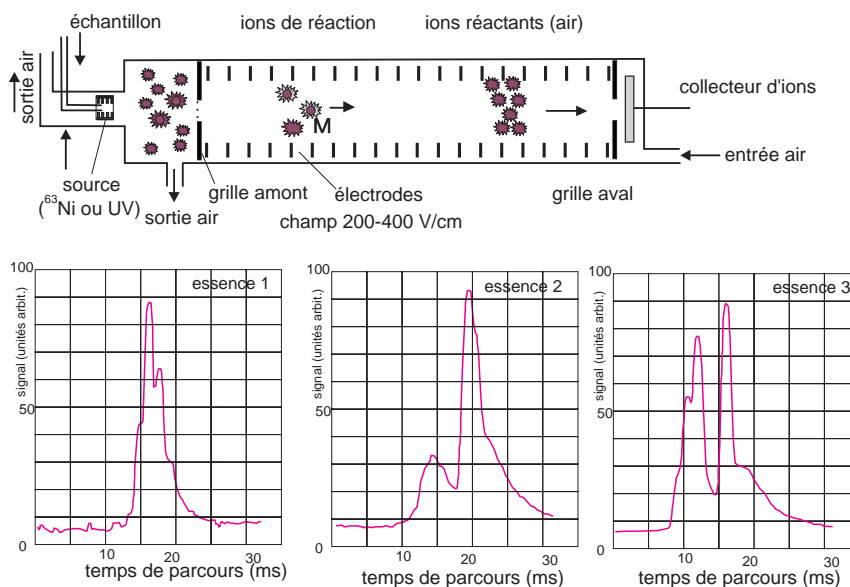 échantillon
ions de réaction
ions réactants (air)
sortie air
collecteur d'ions
M
entrée air
source
(⁶³Ni ou UV)
sortie air
grille amont
électrodes
champ 200-400 V/cm
grille aval
100
50
0
signal (unités arbit.)
essence 1
10
20
30
temps de parcours (ms)
100
50
0
signal (unités arbit.)
essence 2
10
20
30
temps de parcours (ms)
100
50
0
signal (unités arbit.)
essence 3
10
20
30
temps de parcours (ms)